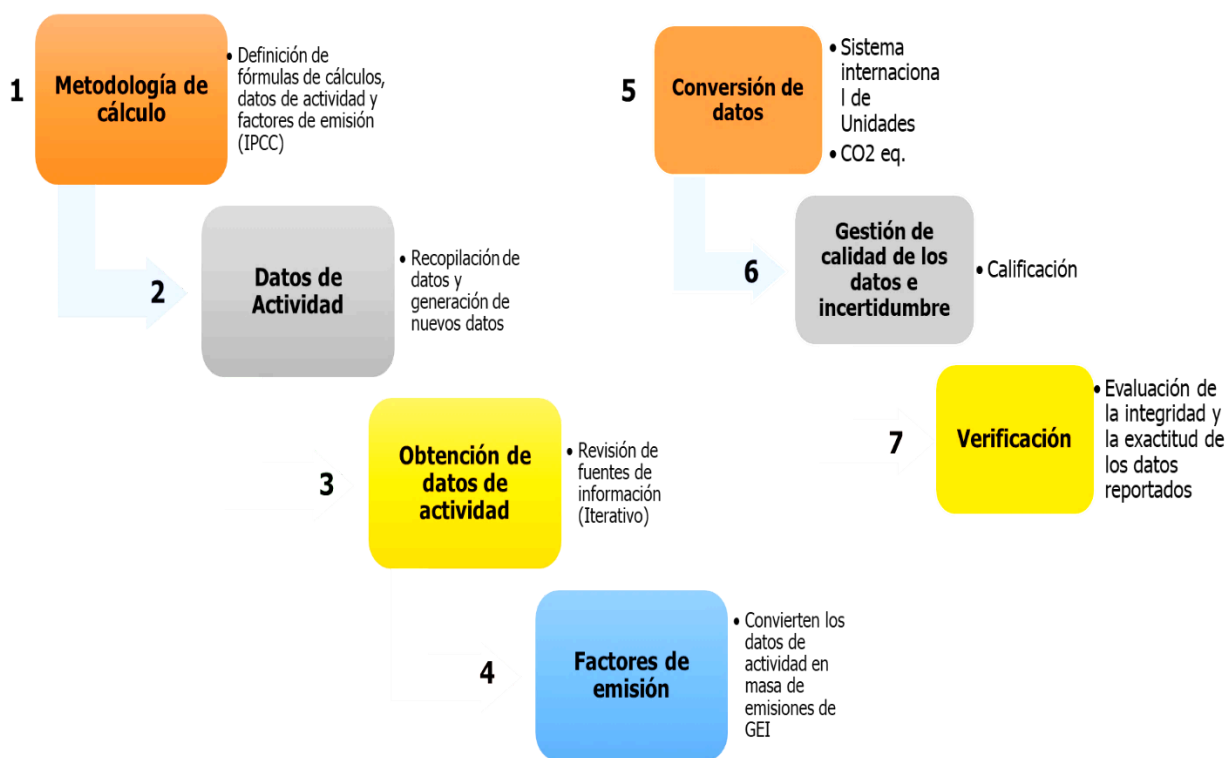 1
Metodología de
cálculo
• Definición de
fórmulas de cálculos,
datos de actividad y
factores de emisión
(IPCC)
2
Datos de
Actividad
• Recopilación de
datos y
generación de
nuevos datos
3
Obtención de
datos de
actividad
• Revisión de
fuentes de
información
(Iterativo)
4
Factores de
emisión
• Convierten los
datos de
actividad en
masa de
emisiones de
GEI
5
Conversión de
datos
• Sistema
internaciona
l de
Unidades
• CO2 eq.
6
Gestión de
calidad de los
datos e
incertidumbre
• Calificación
7
Verificación
• Evaluación de
la integridad y
la exactitud de
los datos
reportados